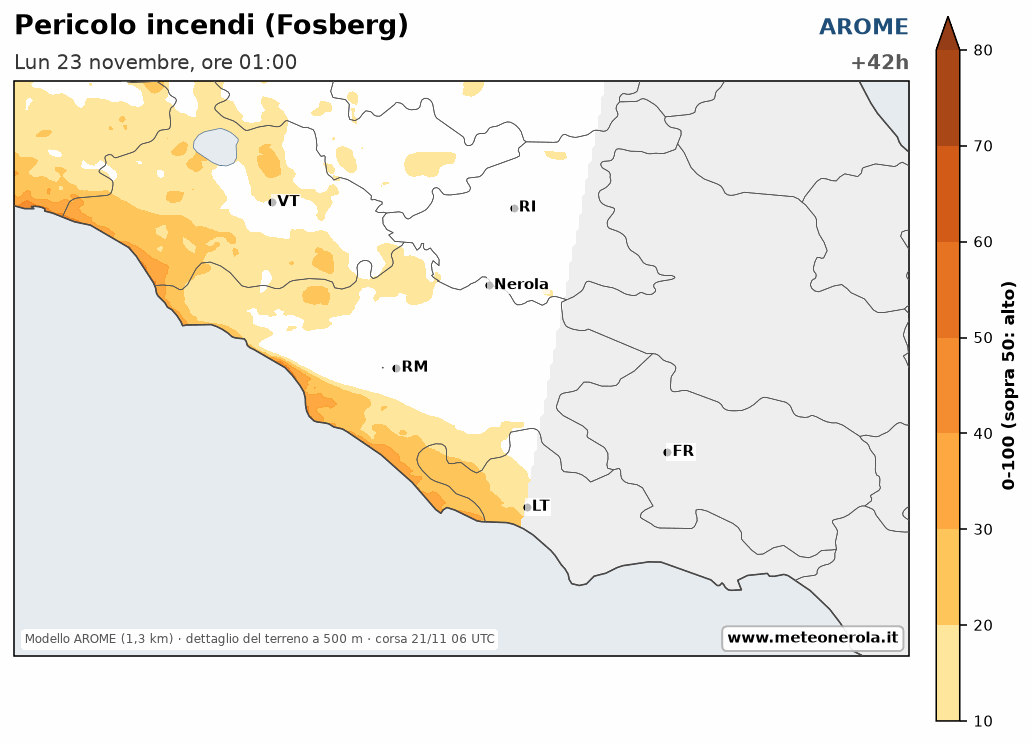 Pericolo incendi (Fosberg)
AROME
Lun 23 novembre, ore 01:00
+42h
VT
RI
Nerola
RM
FR
LT
80
70
60
50
40
30
20
10
0-100 (sopra 50: alto)
Modello AROME (1,3 km) · dettaglio del terreno a 500 m · corsa 21/11 06 UTC
www.meteonerola.it